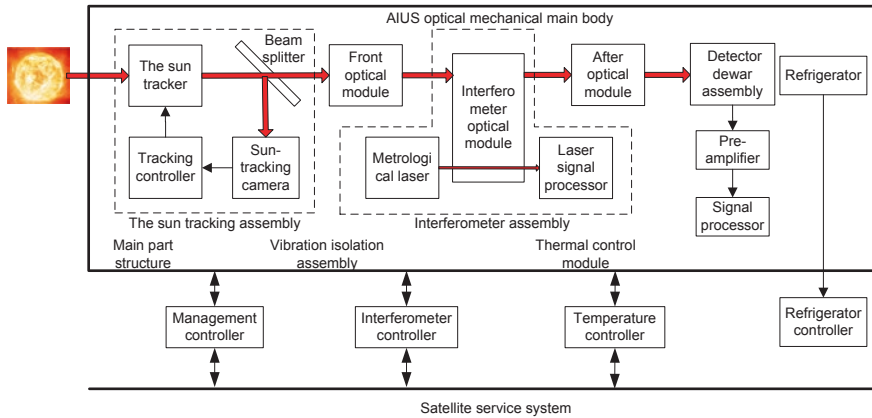 AIUS optical mechanical main body
Beam
splitter
The sun
tracker
Front
optical
module
Interfero
meter
optical
module
After
optical
module
Detector
dewar
assembly
Refrigerator
Tracking
controller
Sun-
tracking
camera
Metrologi
cal laser
Laser
signal
processor
Pre-
amplifier
Signal
processor
The sun tracking assembly
Interferometer assembly
Main part
structure
Vibration isolation
assembly
Thermal control
module
Management
controller
Interferometer
controller
Temperature
controller
Refrigerator
controller
Satellite service system